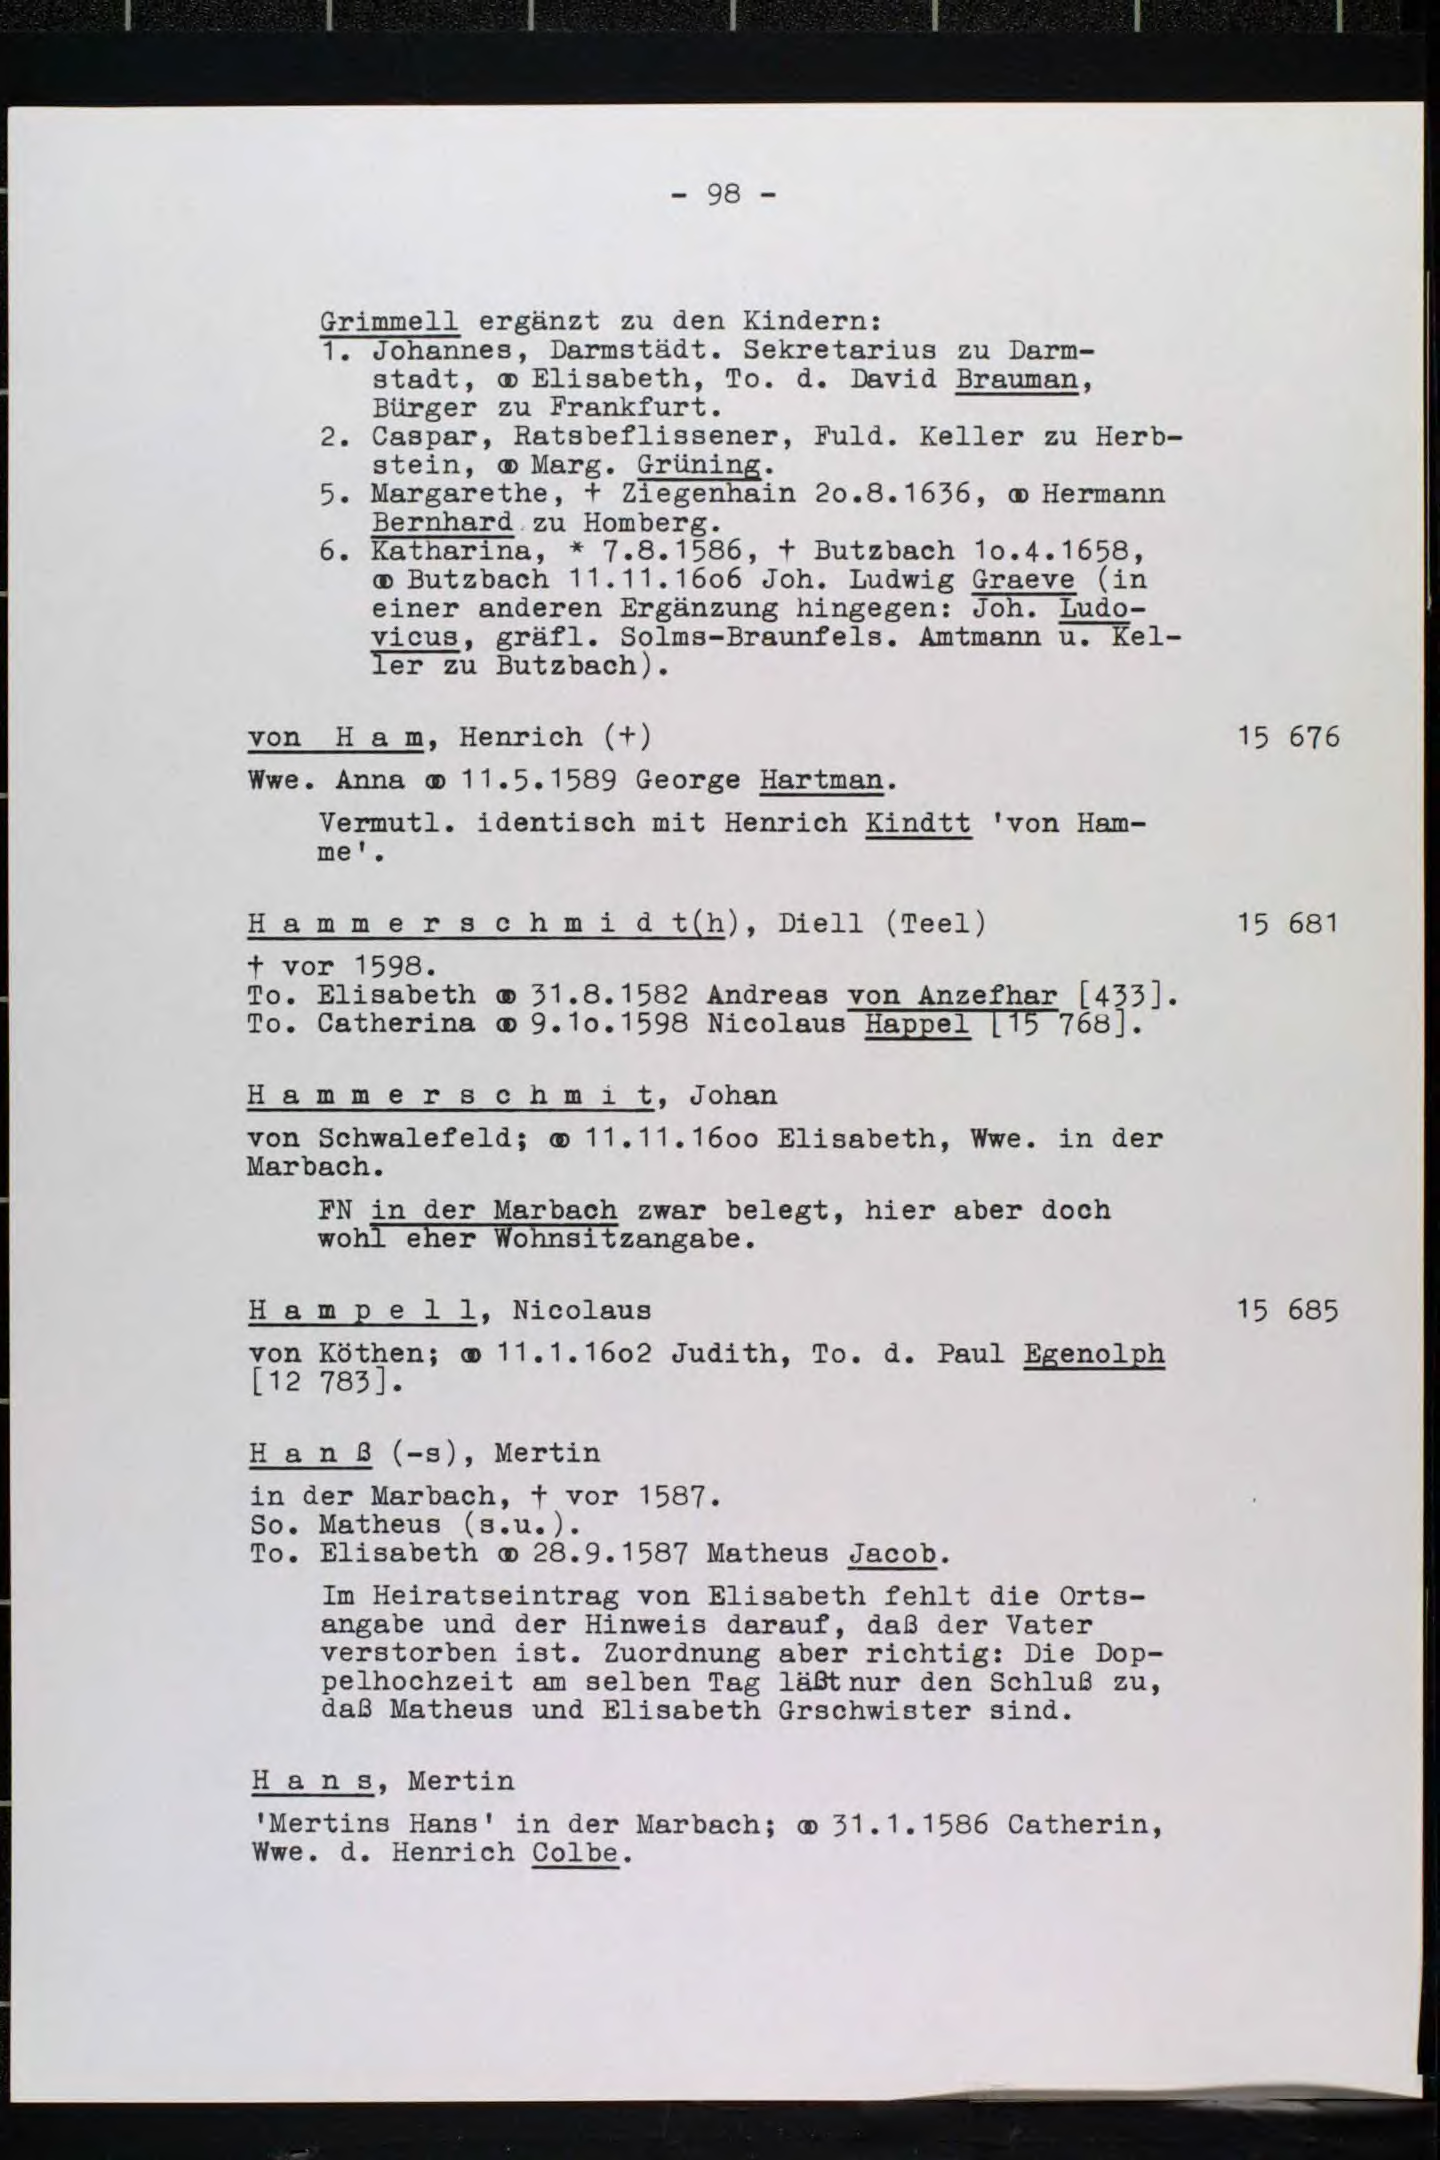 - 98 -
Grimmell ergänzt zu den Kindern:
1. Johannes, Darmstädt. Sekretarius zu Darm-
stadt, ⚭ Elisabeth, To. d. David Brauman,
Bürger zu Frankfurt.
2. Caspar, Ratsbeflissener, Fuld. Keller zu Herb-
stein, ⚭ Marg. Grüning.
5. Margarethe, + Ziegenhain 2o.8.1636, ⚭ Hermann
Bernhard zu Homberg.
6. Katharina, * 7.8.1586, + Butzbach 1o.4.1658,
⚭ Butzbach 11.11.16o6 Joh. Ludwig Graeve (in
einer anderen Ergänzung hingegen: Joh. Ludo-
vicus, gräfl. Solms-Braunfels. Amtmann u. Kel-
ler zu Butzbach).
von H a m, Henrich (+) 15 676
Wwe. Anna ⚭ 11.5.1589 George Hartman.
Vermutl. identisch mit Henrich Kindtt 'von Ham-
me'.
H a m m e r s c h m i d t(h), Diell (Teel) 15 681
† vor 1598.
To. Elisabeth ⚭ 31.8.1582 Andreas von Anzefhar [433].
To. Catherina ⚭ 9.1o.1598 Nicolaus Happel [15 768].
H a m m e r s c h m i t, Johan
von Schwalefeld; ⚭ 11.11.16oo Elisabeth, Wwe. in der
Marbach.
FN in der Marbach zwar belegt, hier aber doch
wohl eher Wohnsitzangabe.
H a m p e l l, Nicolaus 15 685
von Köthen; ⚭ 11.1.16o2 Judith, To. d. Paul Egenolph
[12 783].
H a n ß (-s), Mertin
in der Marbach, † vor 1587.
So. Matheus (s.u.).
To. Elisabeth ⚭ 28.9.1587 Matheus Jacob.
Im Heiratseintrag von Elisabeth fehlt die Orts-
angabe und der Hinweis darauf, daß der Vater
verstorben ist. Zuordnung aber richtig: Die Dop-
pelhochzeit am selben Tag läßt nur den Schluß zu,
daß Matheus und Elisabeth Grschwister sind.
H a n s, Mertin
'Mertins Hans' in der Marbach; ⚭ 31.1.1586 Catherin,
Wwe. d. Henrich Colbe.